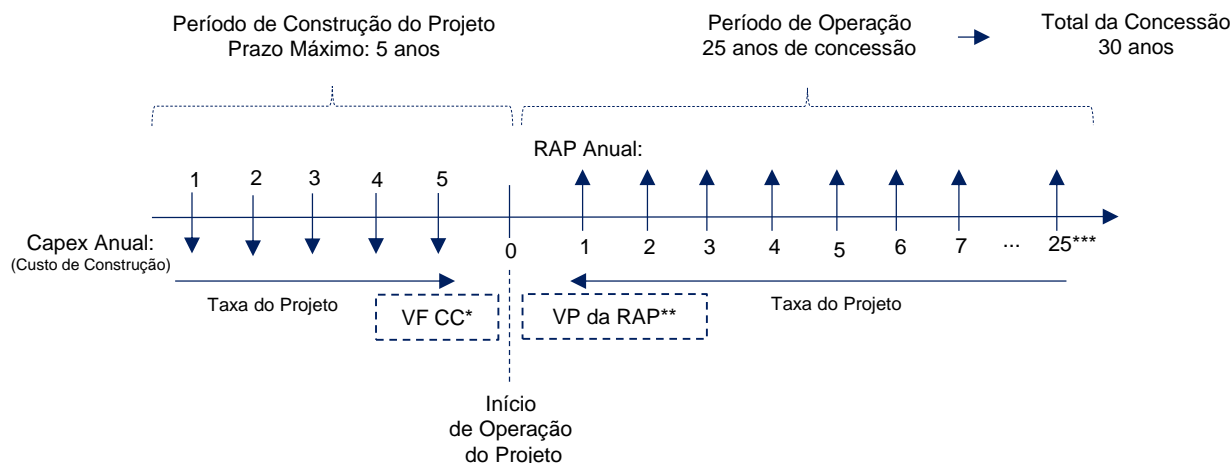 Período de Construção do Projeto
Prazo Máximo: 5 anos
Período de Operação
25 anos de concessão
Total da Concessão
30 anos
RAP Anual:
1 2 3 4 5
Capex Anual:
(Custo de Construção)
0 1 2 3 4 5 6 7 ... 25***
Taxa do Projeto
VF CC*
VP da RAP**
Taxa do Projeto
Início
de Operação
do Projeto